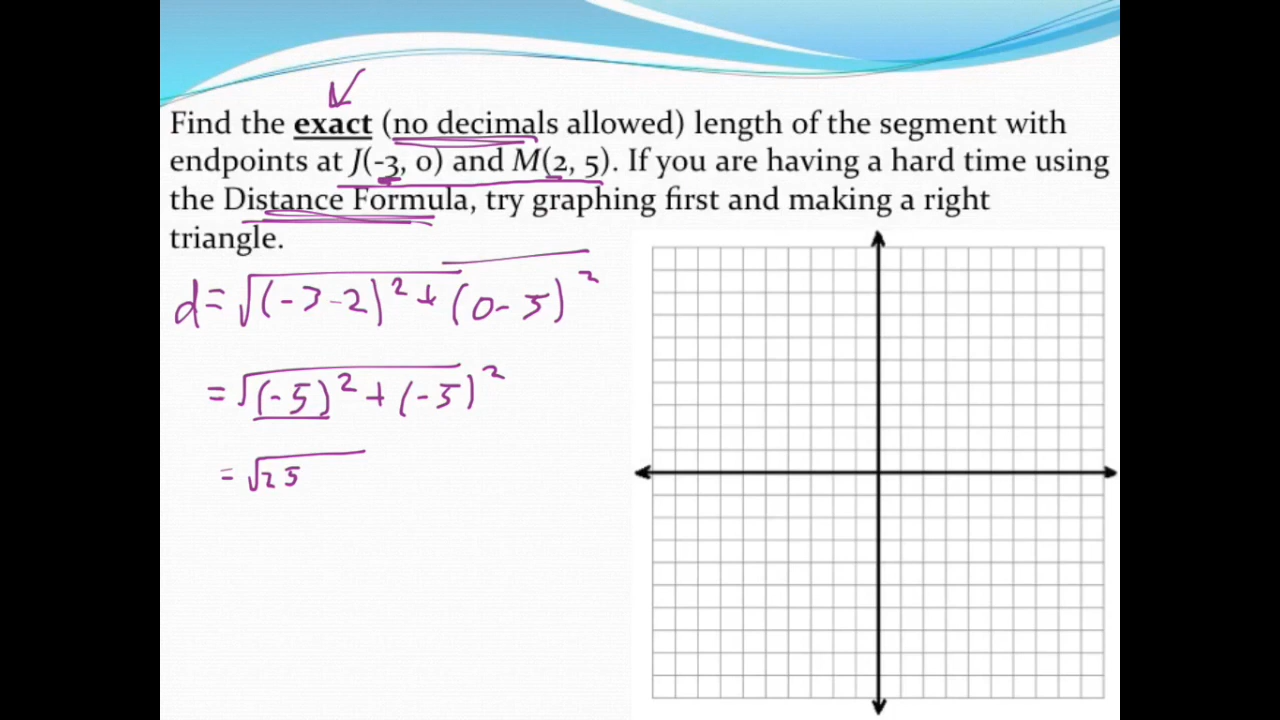 Find the exact (no decimals allowed) length of the segment with
endpoints at J(-3, 0) and M(2, 5). If you are having a hard time using
the Distance Formula, try graphing first and making a right
triangle.
d = √(-3-2)² + (0-5)²
= √(-5)² + (-5)²
= √25